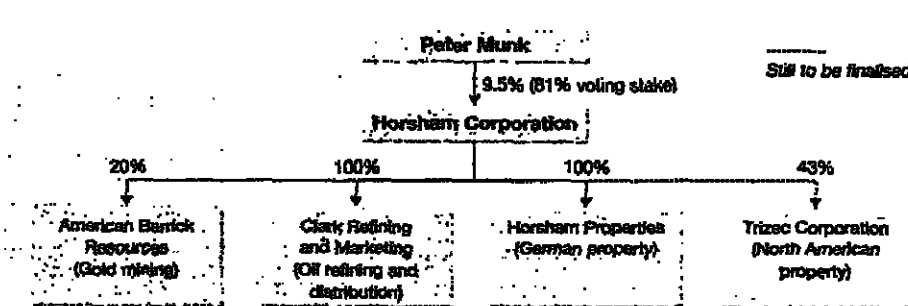 Peter Munk
Still to be finalised
9.5% (81% voting stake)
Horsham Corporation
20% 100% 100% 43%
American Barrick
Resources
(Gold mining)
Clark Refining
and Marketing
(Oil refining and
distribution)
Horsham Properties
(German property)
Trizec Corporation
(North American
property)